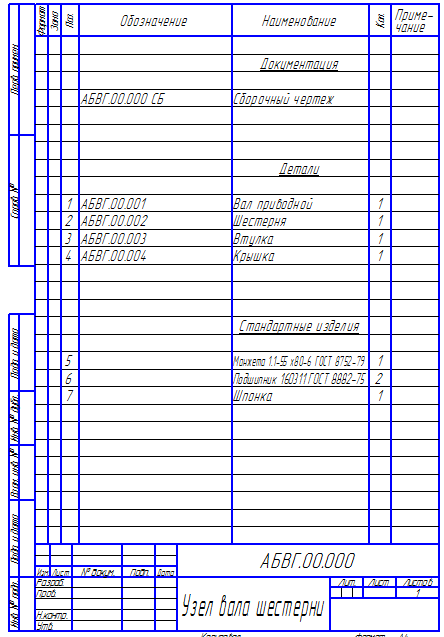 Формат
Зона
Поз.
Обозначение
Наименование
Кол.
Приме-
чание
Перв. примен.
Документация
АБВГ.00.000 СБ
Сборочный чертеж
Справ. №
Детали
1 АБВГ.00.001 Вал приводной 1
2 АБВГ.00.002 Шестерня 1
3 АБВГ.00.003 Втулка 1
4 АБВГ.00.004 Крышка 1
Стандартные изделия
5 Манжета 1.1-55 х80-6 ГОСТ 8752-79 1
6 Подшипник 160311 ГОСТ 8882-75 2
7 Шпонка 1
Подп. и дата
Инв. № дубл.
Взам. инв. №
Подп. и дата
Инв. № подл.
АБВГ.00.000
Изм. Лист № докум. Подп. Дата
Разраб.
Пров.
Н.контр.
Утв.
Узел вала шестерни
Лит. Лист Листов
1
Копировал Формат А4